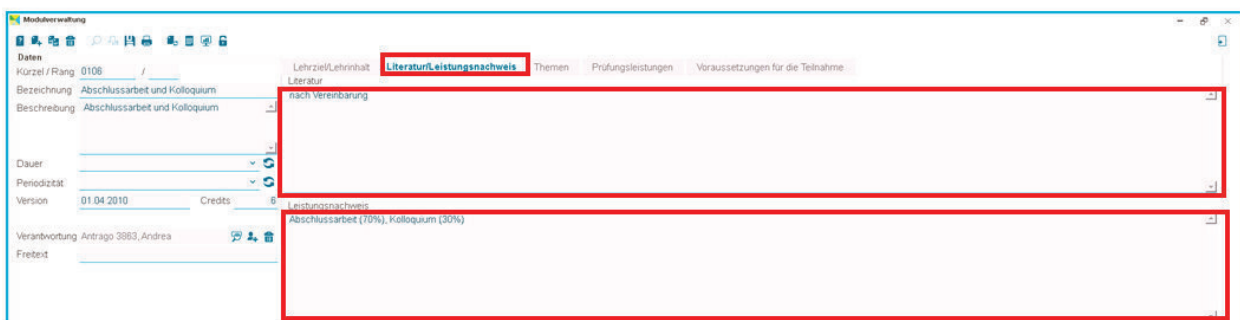 Modulverwaltung
Daten
Kürzel / Rang 0106 /
Bezeichnung Abschlussarbeit und Kolloquium
Beschreibung Abschlussarbeit und Kolloquium
Dauer
Periodizität
Version 01.04.2010 Credits 6
Verantwortung Antrago 3863, Andrea
Freitext
Lehrziel/Lehrinhalt Literatur/Leistungsnachweis Themen Prüfungsleistungen Voraussetzungen für die Teilnahme
Literatur
nach Vereinbarung
Leistungsnachweis
Abschlussarbeit (70%), Kolloquium (30%)